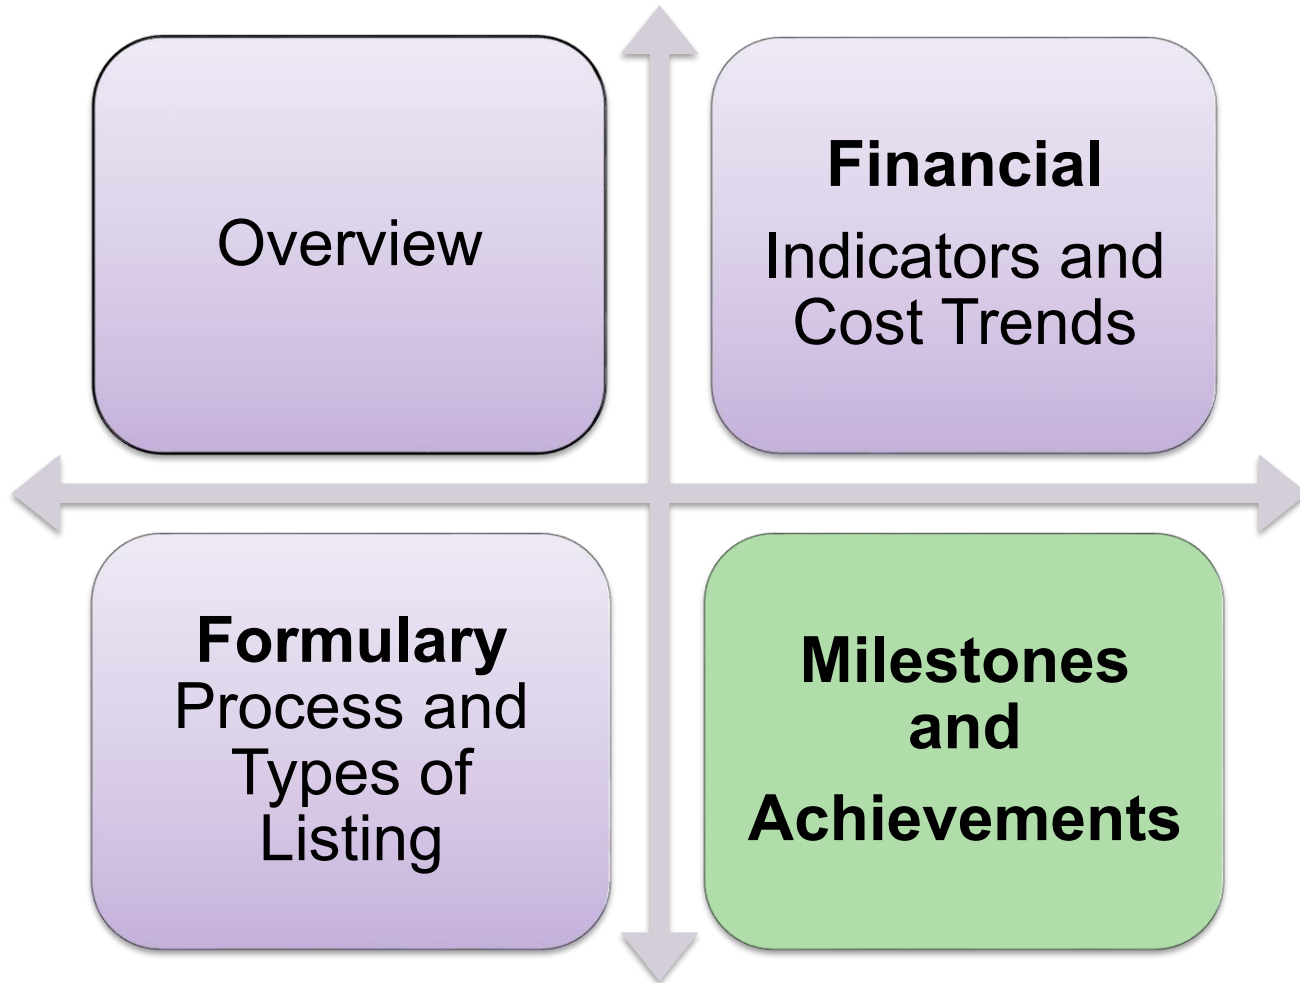 Overview
Financial
Indicators and
Cost Trends
Formulary
Process and
Types of
Listing
Milestones
and
Achievements